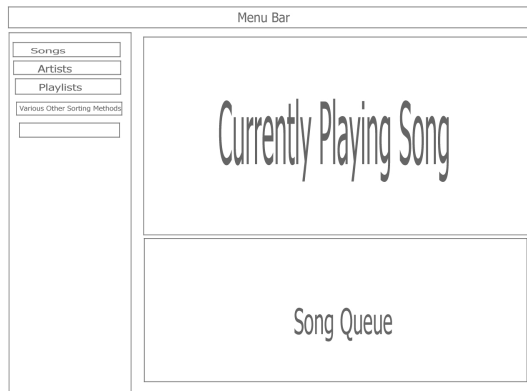 Menu Bar
Songs
Artists
Playlists
Various Other Sorting Methods
Currently Playing Song
Song Queue